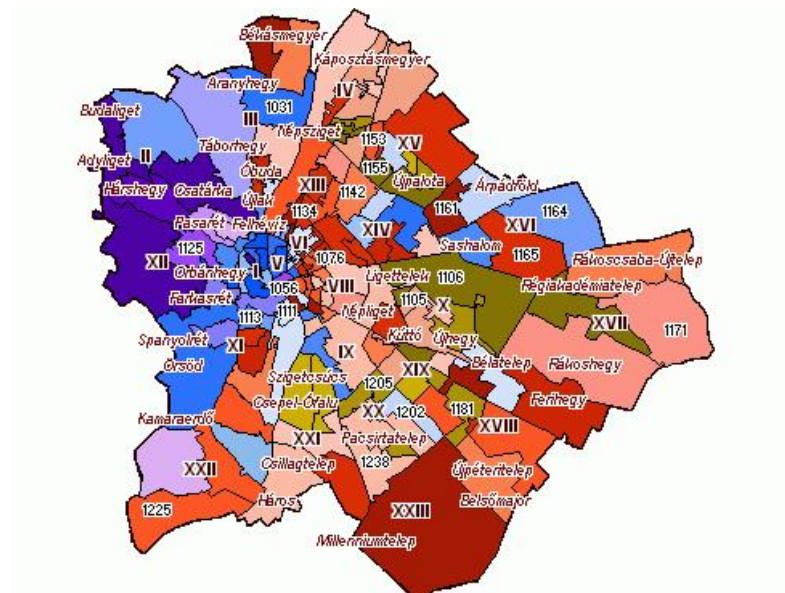 Békásmegyer
Káposztásmegyer
Aranyhegy
IV
Budaliget
III
1031
Népsziget
1153
XV
Adyliget
II
Táborhegy
1155
Óbuda
Újpalota
Árpádföld
Hárshegy
Csatárka
XIII
1142
Újlak
1134
1161
1164
Pasarét
Felhévíz
XIV
XVI
XII
1125
VI
Sashalom
1165
Rákoscsaba-Újtelep
Orbánhegy
I
V
1076
Ligettelek
1106
Régiakadémiatelep
Farkasrét
1056
VIII
1105
X
XVII
1113
1111
Népliget
Kúttó
Újhegy
1171
Spanyolrét
XI
IX
Bélatelep
Rákoshegy
Örsöd
Szigetcsúcs
XIX
1205
Ferihegy
Kamaraerdő
Csepel-Ófalu
XX
1202
1181
XVIII
XXI
Pacsirtatelep
XXII
Csillagtelep
1238
Újpéteritelep
Háros
1225
XXIII
Belsőmajor
Millenniumtelep